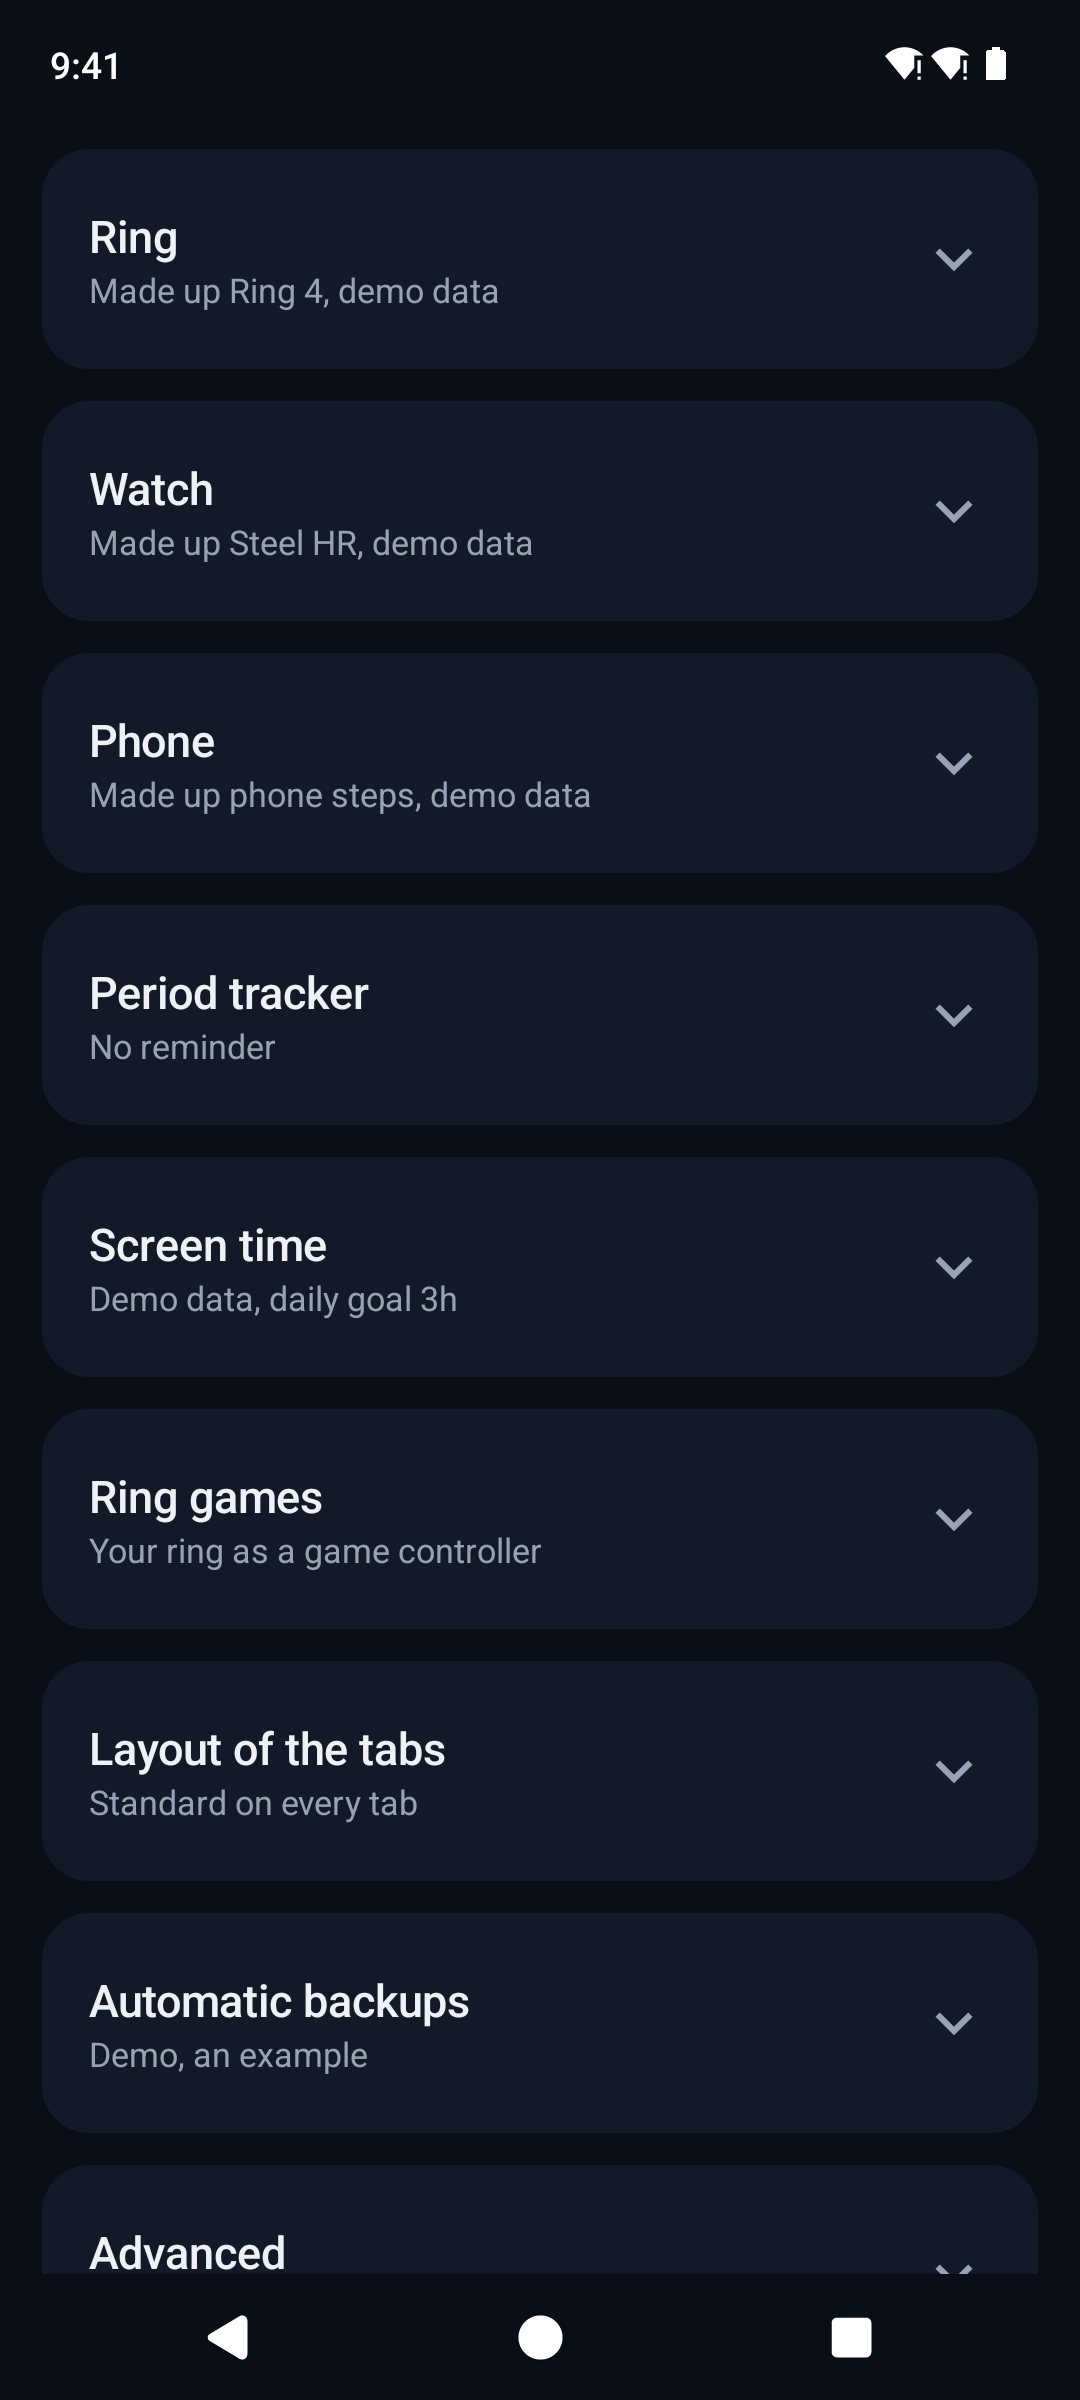 9:41
Ring
Made up Ring 4, demo data
Watch
Made up Steel HR, demo data
Phone
Made up phone steps, demo data
Period tracker
No reminder
Screen time
Demo data, daily goal 3h
Ring games
Your ring as a game controller
Layout of the tabs
Standard on every tab
Automatic backups
Demo, an example
Advanced